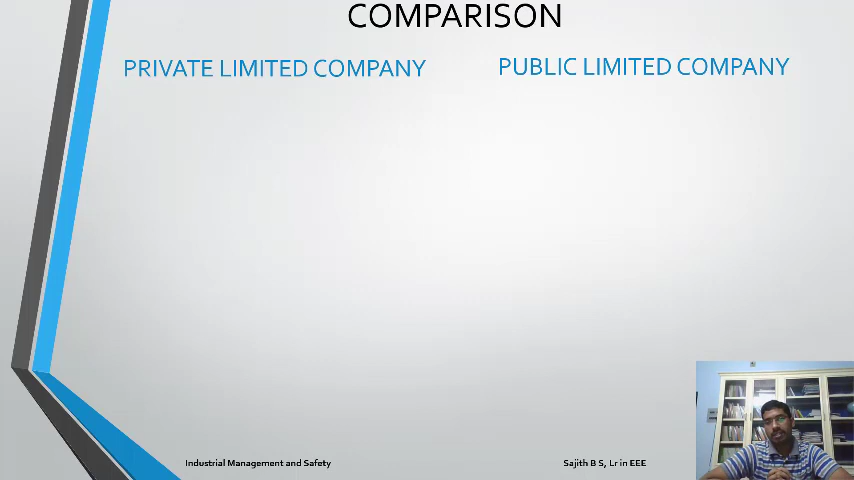 COMPARISON
PRIVATE LIMITED COMPANY
PUBLIC LIMITED COMPANY
Industrial Management and Safety
Sajith B S, Lr in EEE